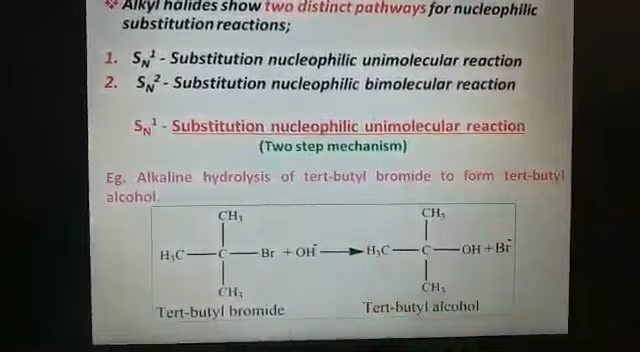 ❖ Alkyl halides show two distinct pathways for nucleophilic
substitution reactions;
1. SN1 - Substitution nucleophilic unimolecular reaction
2. SN2 - Substitution nucleophilic bimolecular reaction
SN1 - Substitution nucleophilic unimolecular reaction
(Two step mechanism)
Eg. Alkaline hydrolysis of tert-butyl bromide to form tert-butyl
alcohol.
CH3 CH3
H3C — C — Br + OH⁻ ⟶ H3C — C — OH + Br⁻
CH3 CH3
Tert-butyl bromide Tert-butyl alcohol